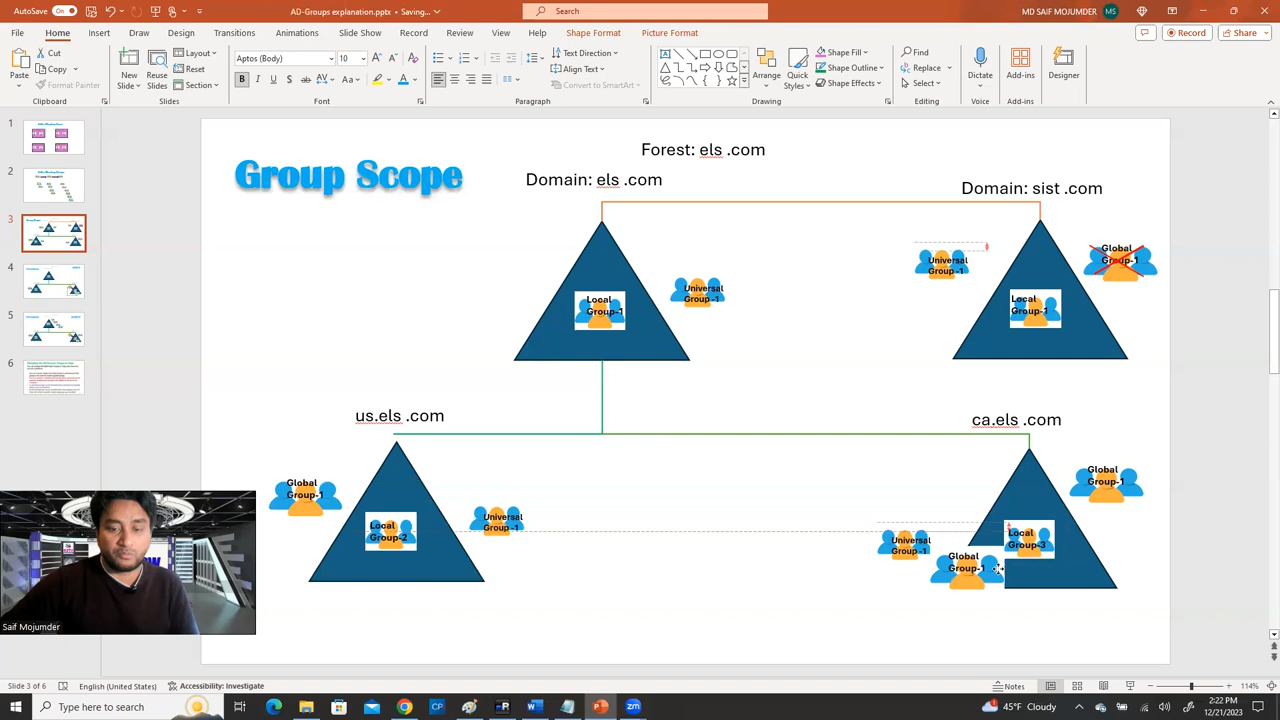 AD-Groups explanation.pptx • Saving...
Search
MD SAIF MOJUMDER
MS
File
Home
Insert
Draw
Design
Transitions
Animations
Slide Show
Record
Review
View
Help
Shape Format
Picture Format
Record
Share
Paste
Cut
Copy
Format Painter
Clipboard
New
Slide
Reuse
Slides
Layout
Reset
Section
Slides
Aptos (Body)
10
Font
Text Direction
Align Text
Convert to SmartArt
Paragraph
Arrange
Quick
Styles
Shape Fill
Shape Outline
Shape Effects
Drawing
Find
Replace
Select
Editing
Dictate
Voice
Add-ins
Add-ins
Designer
1
2
3
4
5
6
Group Scope
Forest: els .com
Domain: els .com
Domain: sist .com
Universal
Group-1
Global
Group-1
Local
Group-1
Universal
Group-1
Local
Group-1
us.els .com
ca.els .com
Global
Group-1
Local
Group-2
Universal
Group-1
Global
Group-1
Local
Group-3
Universal
Group-1
Global
Group-1
Saif Mojumder
Slide 3 of 6
English (United States)
Accessibility: Investigate
Notes
114%
Type here to search
45°F Cloudy
2:22 PM
12/21/2023